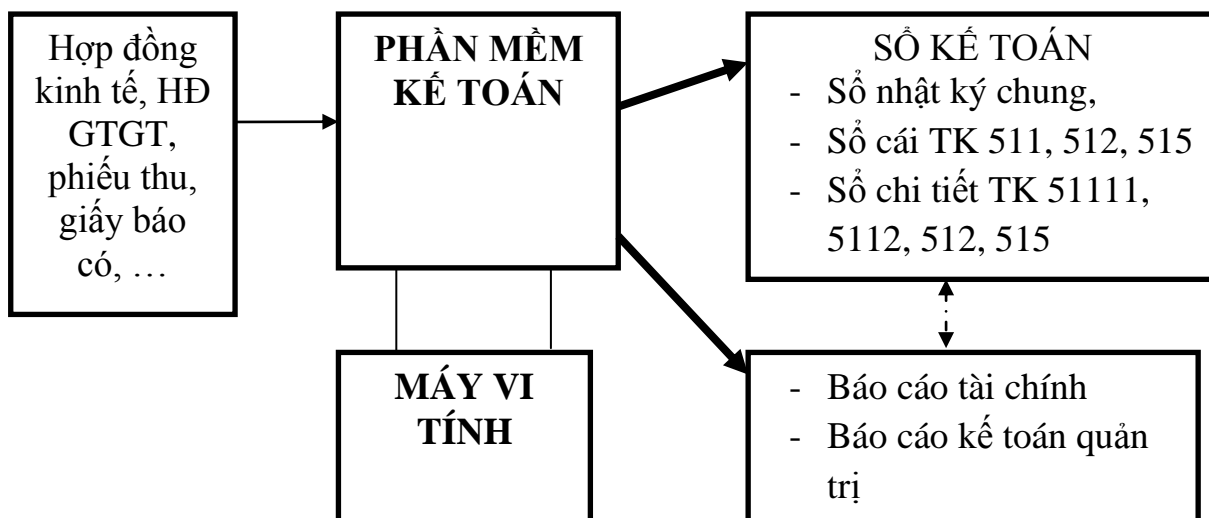 Hợp đồng
kinh tế, HĐ
GTGT,
phiếu thu,
giấy báo
có, …
PHẦN MỀM
KẾ TOÁN
SỔ KẾ TOÁN
- Sổ nhật ký chung,
- Sổ cái TK 511, 512, 515
- Sổ chi tiết TK 51111,
5112, 512, 515
MÁY VI
TÍNH
- Báo cáo tài chính
- Báo cáo kế toán quản
trị